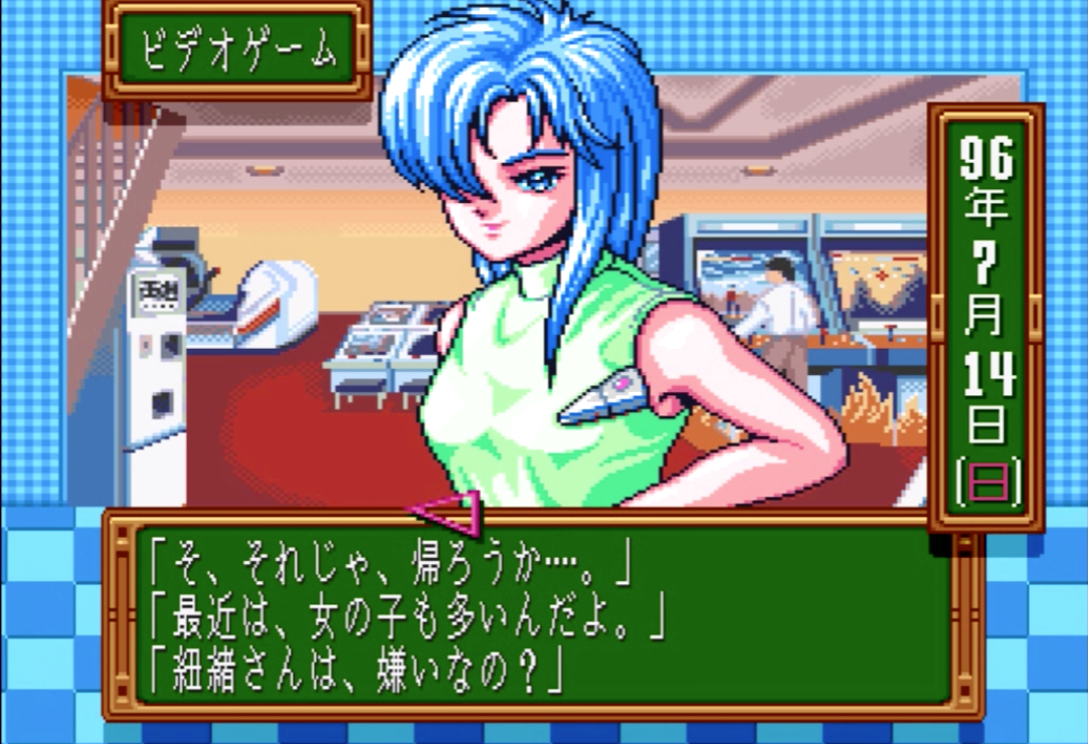 ビデオゲーム
96
年
7
月
14
日
(日)
「そ、それじゃ、帰ろうか‥‥。」
「最近は、女の子も多いんだよ。」
「紐緒さんは、嫌いなの？」